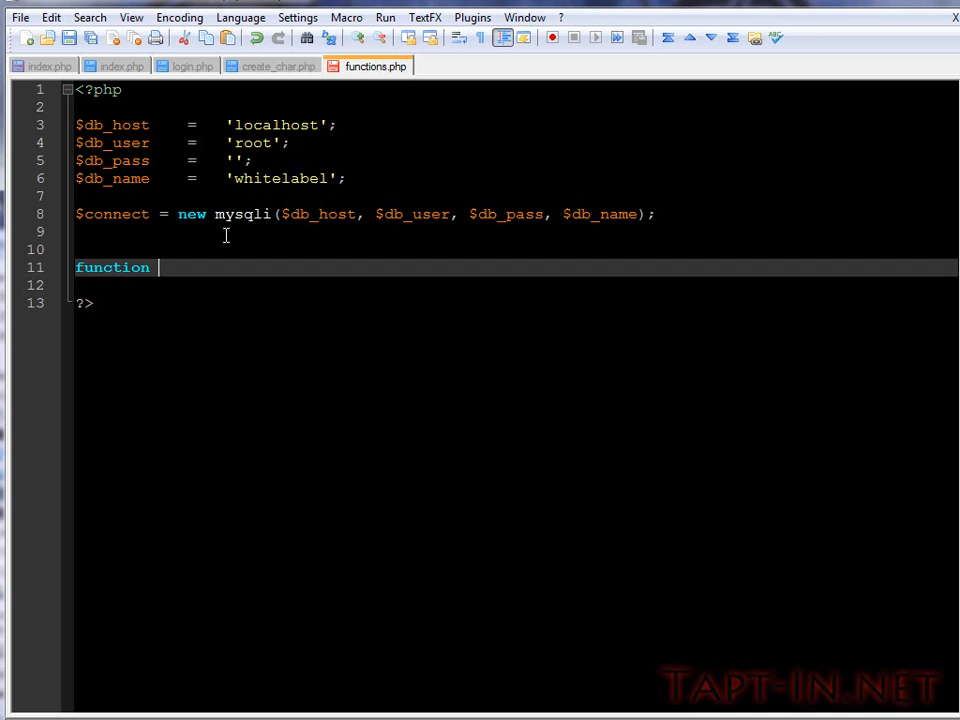 File Edit Search View Encoding Language Settings Macro Run TextFX Plugins Window ? X
index.php index.php login.php create_char.php functions.php
1 <?php
2
3 $db_host = 'localhost';
4 $db_user = 'root';
5 $db_pass = '';
6 $db_name = 'whitelabel';
7
8 $connect = new mysqli($db_host, $db_user, $db_pass, $db_name);
9
10
11 function
12
13 ?>
Tapt-In.net